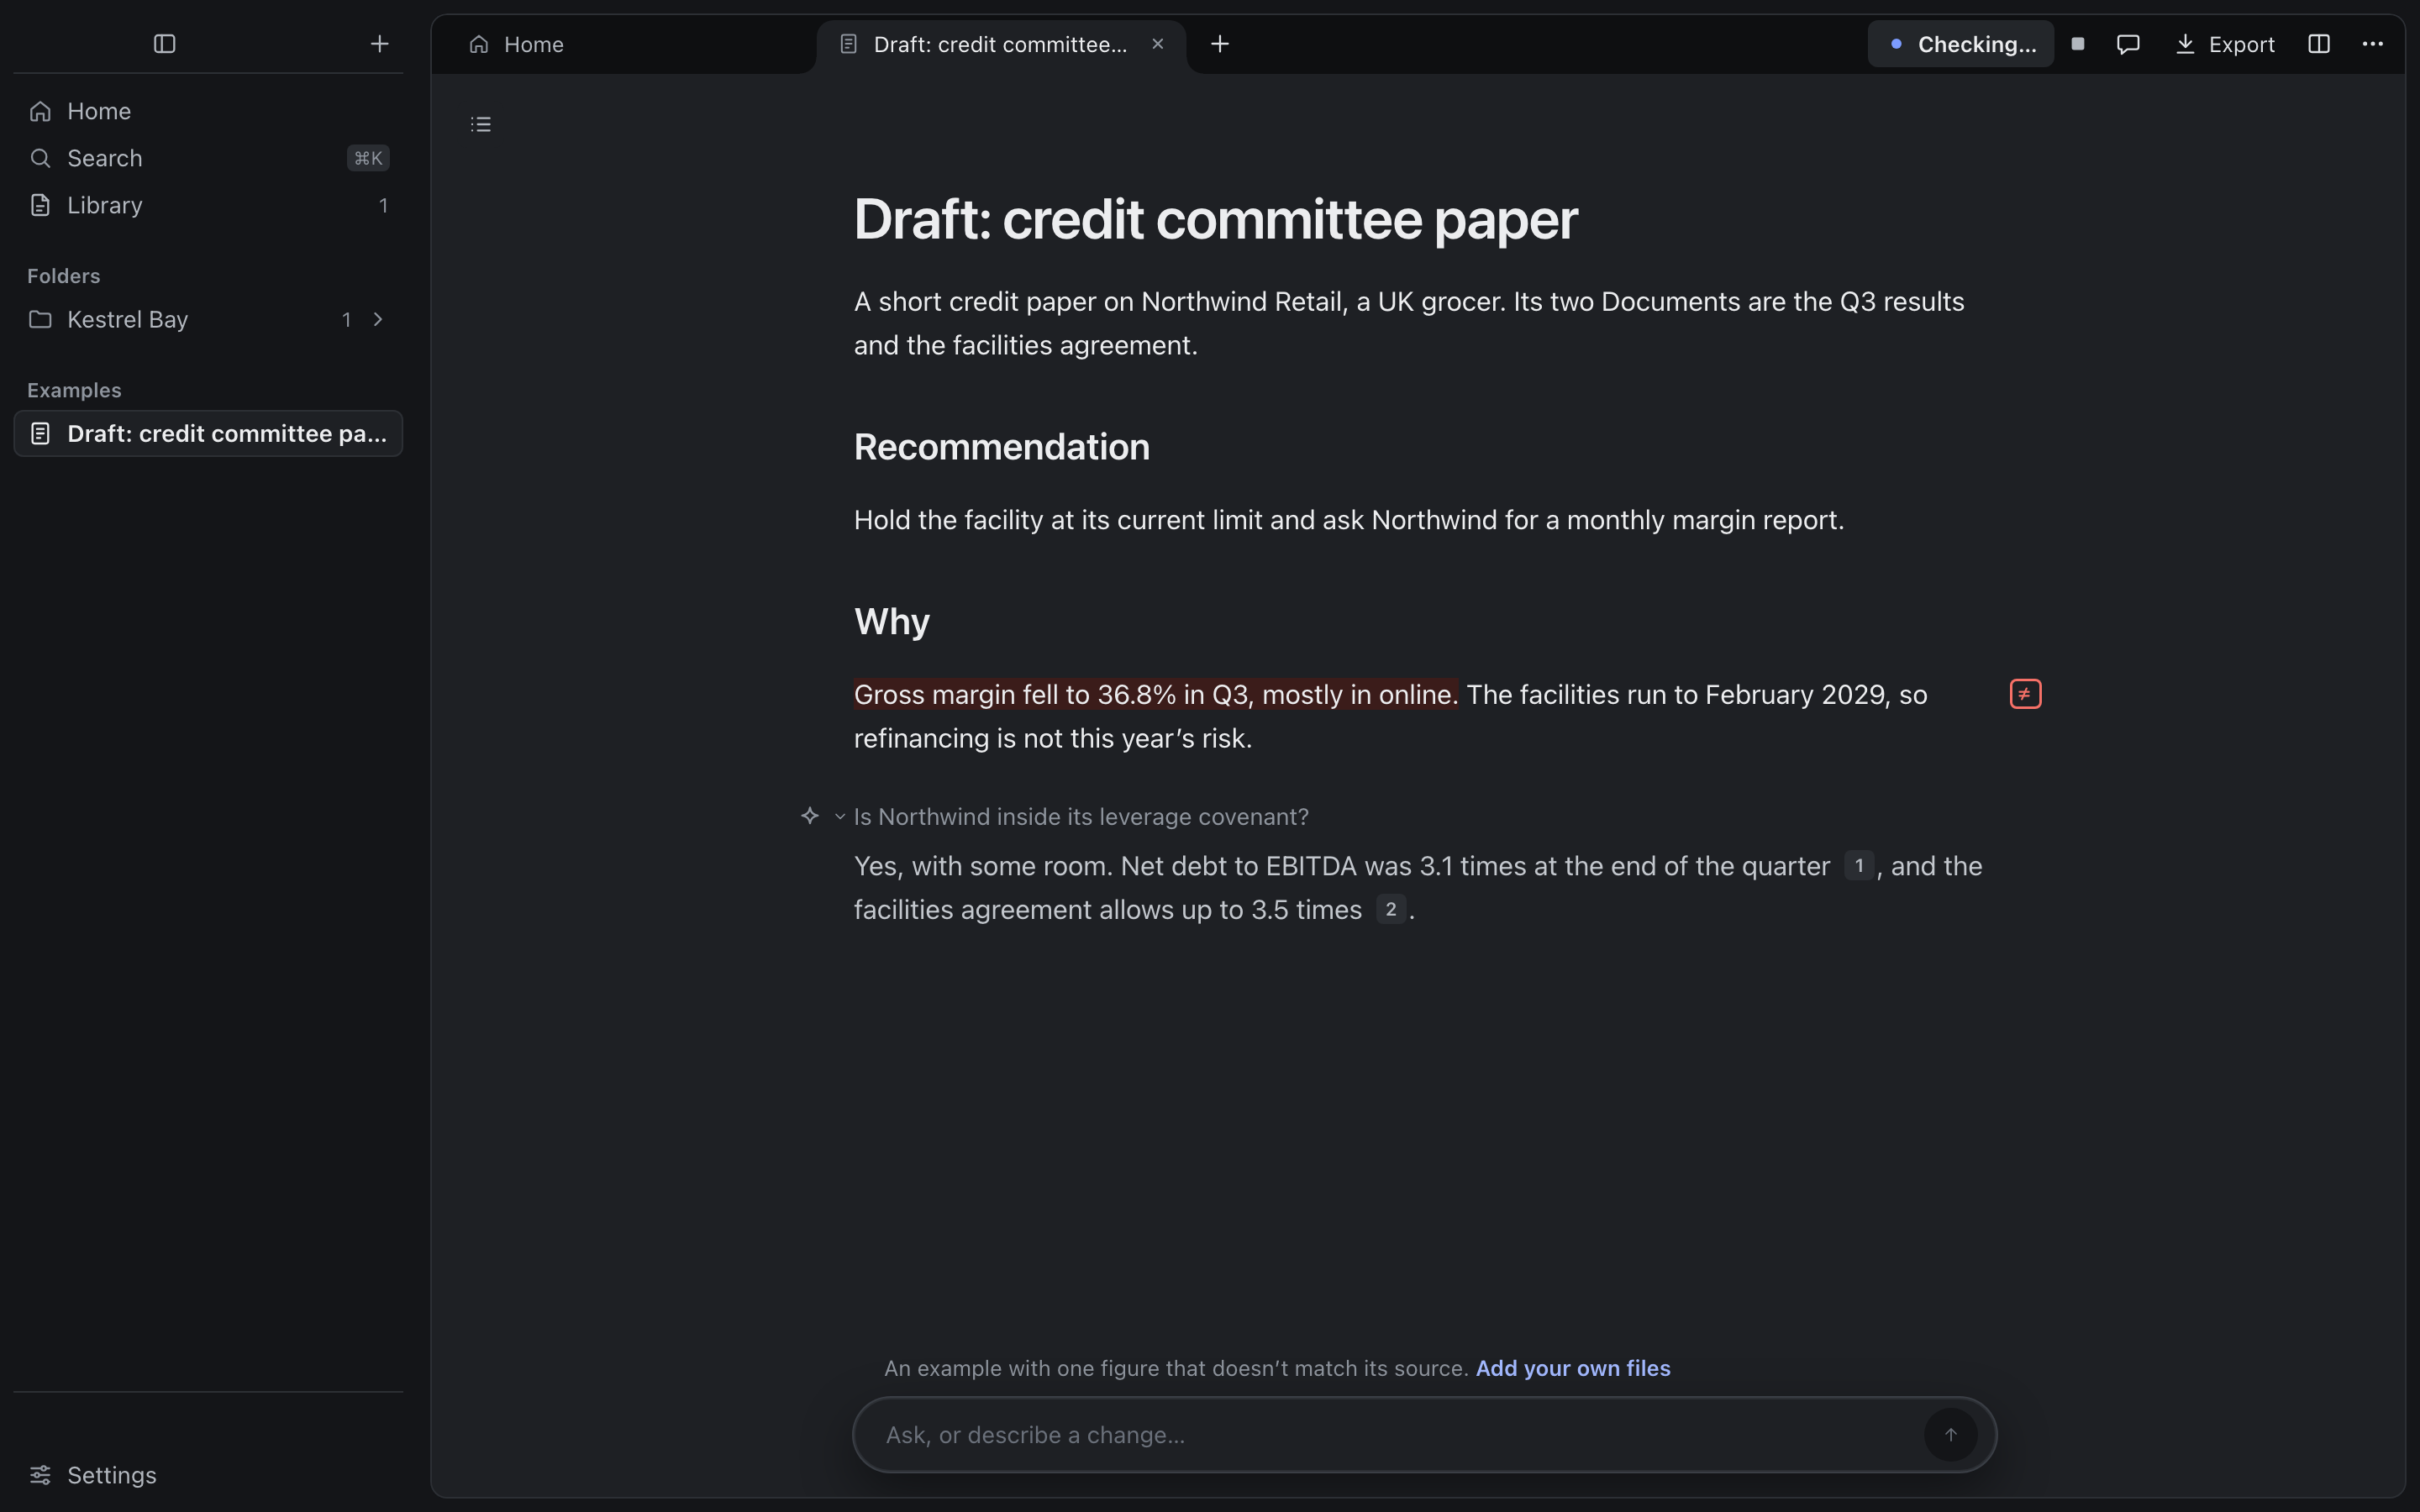 Home
Search
⌘K
Library
1
Folders
Kestrel Bay
1
Examples
Draft: credit committee pa...
Settings
Home
Draft: credit committee...
Checking...
Export
Draft: credit committee paper
A short credit paper on Northwind Retail, a UK grocer. Its two Documents are the Q3 results
and the facilities agreement.
Recommendation
Hold the facility at its current limit and ask Northwind for a monthly margin report.
Why
Gross margin fell to 36.8% in Q3, mostly in online. The facilities run to February 2029, so
≠
refinancing is not this year’s risk.
Is Northwind inside its leverage covenant?
Yes, with some room. Net debt to EBITDA was 3.1 times at the end of the quarter 1, and the
facilities agreement allows up to 3.5 times 2.
An example with one figure that doesn’t match its source. Add your own files
Ask, or describe a change...